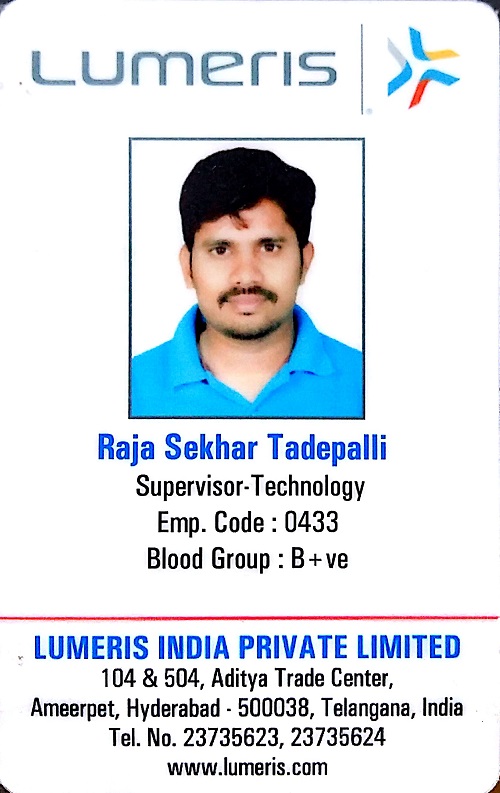 Lumeris
Raja Sekhar Tadepalli
Supervisor-Technology
Emp. Code : 0433
Blood Group : B+ve
LUMERIS INDIA PRIVATE LIMITED
104 & 504, Aditya Trade Center,
Ameerpet, Hyderabad - 500038, Telangana, India
Tel. No. 23735623, 23735624
www.lumeris.com